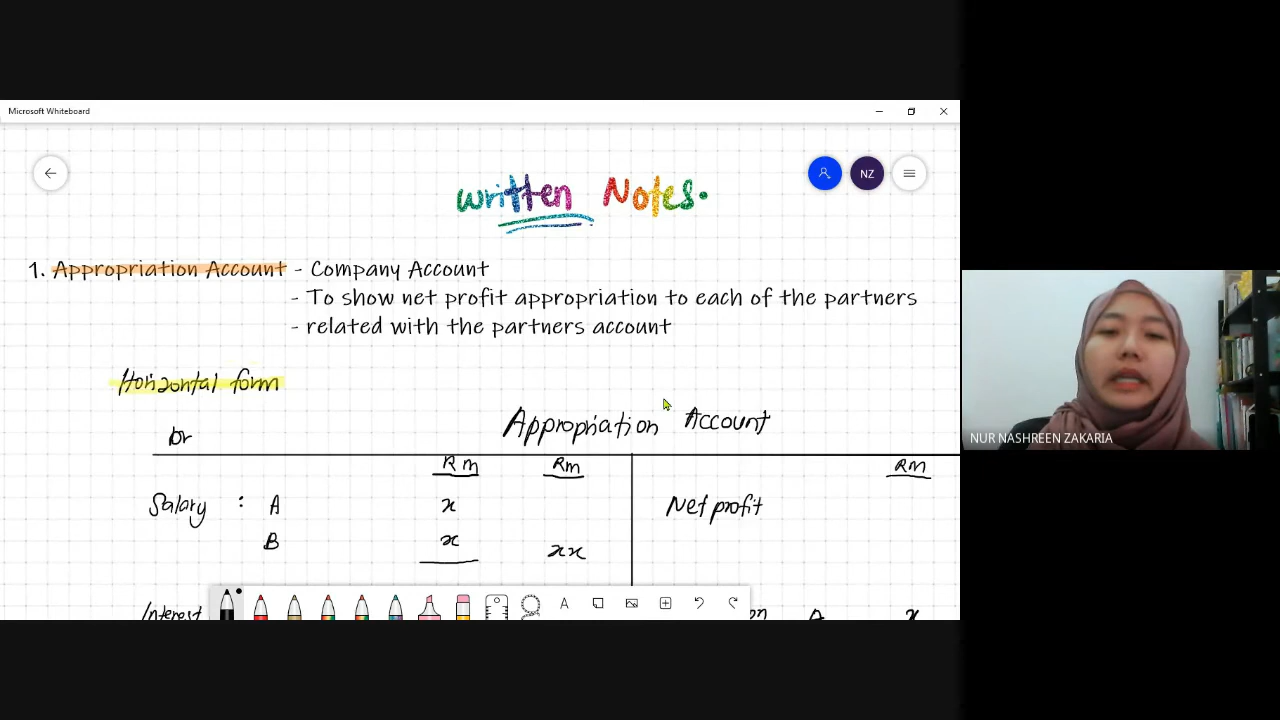 Microsoft Whiteboard
NZ
Written Notes.
1. Appropriation Account - Company Account
- To show net profit appropriation to each of the partners
- related with the partners account
Horizontal form
Appropriation Account
Dr
Rm Rm Rm
Salary : A x Net profit
B x xx
Interest
A x
A
NUR NASHREEN ZAKARIA